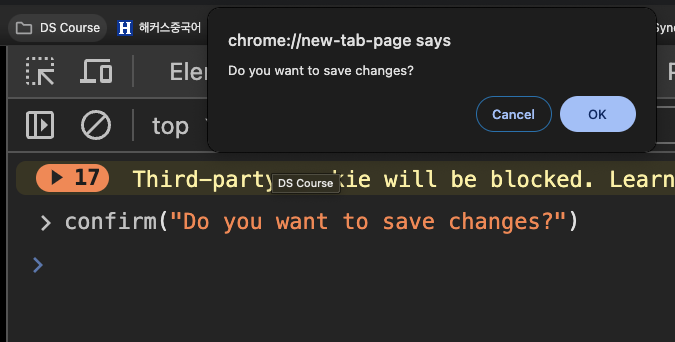 DS Course
H 해커스중국어
chrome://new-tab-page says
Do you want to save changes?
Cancel
OK
top
17
Third-party
kie will be blocked. Learn
DS Course
confirm("Do you want to save changes?")